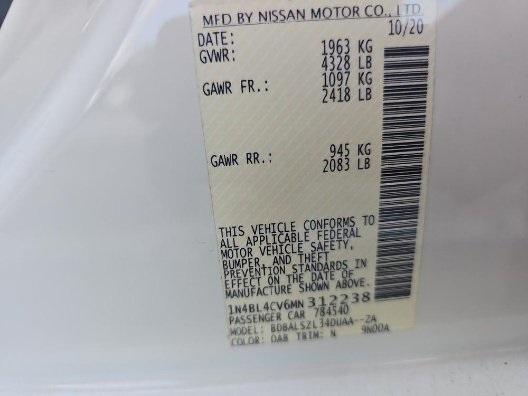 MFD BY NISSAN MOTOR CO., LTD.
DATE: 10/20
GVWR: 1963 KG
4328 LB
GAWR FR.: 1097 KG
2418 LB
GAWR RR.: 945 KG
2083 LB
THIS VEHICLE CONFORMS TO
ALL APPLICABLE FEDERAL
MOTOR VEHICLE SAFETY,
BUMPER, AND THEFT
PREVENTION STANDARDS IN
EFFECT ON THE DATE OF
MANUFACTURE SHOWN ABOVE.
1N4BL4CV6MN312238
PASSENGER CAR 784540
MODEL: BDBALS2L34DUAA--ZA
COLOR: QAB TRIM: N 9N00A